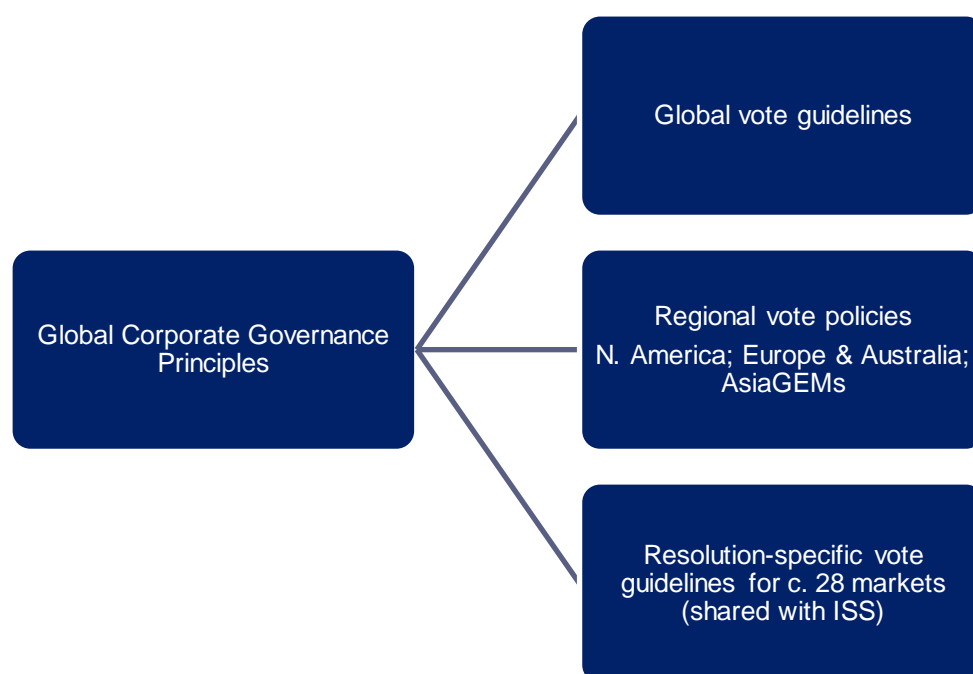 Global vote guidelines
Global Corporate Governance
Principles
Regional vote policies
N. America; Europe & Australia;
AsiaGEMs
Resolution-specific vote
guidelines for c. 28 markets
(shared with ISS)